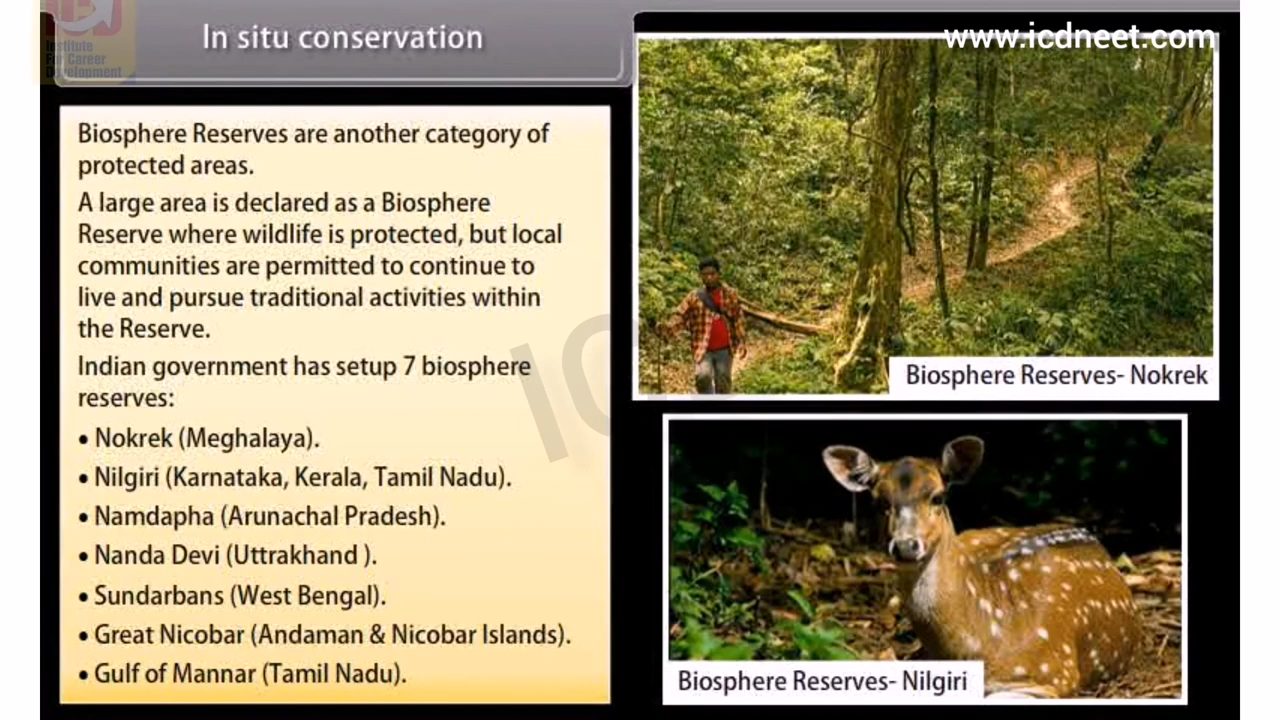 In situ conservation
Institute
For Career
Development
www.icdneet.com
Biosphere Reserves are another category of
protected areas.
A large area is declared as a Biosphere
Reserve where wildlife is protected, but local
communities are permitted to continue to
live and pursue traditional activities within
the Reserve.
Indian government has setup 7 biosphere
reserves:
• Nokrek (Meghalaya).
• Nilgiri (Karnataka, Kerala, Tamil Nadu).
• Namdapha (Arunachal Pradesh).
• Nanda Devi (Uttrakhand ).
• Sundarbans (West Bengal).
• Great Nicobar (Andaman & Nicobar Islands).
• Gulf of Mannar (Tamil Nadu).
Biosphere Reserves- Nokrek
Biosphere Reserves- Nilgiri